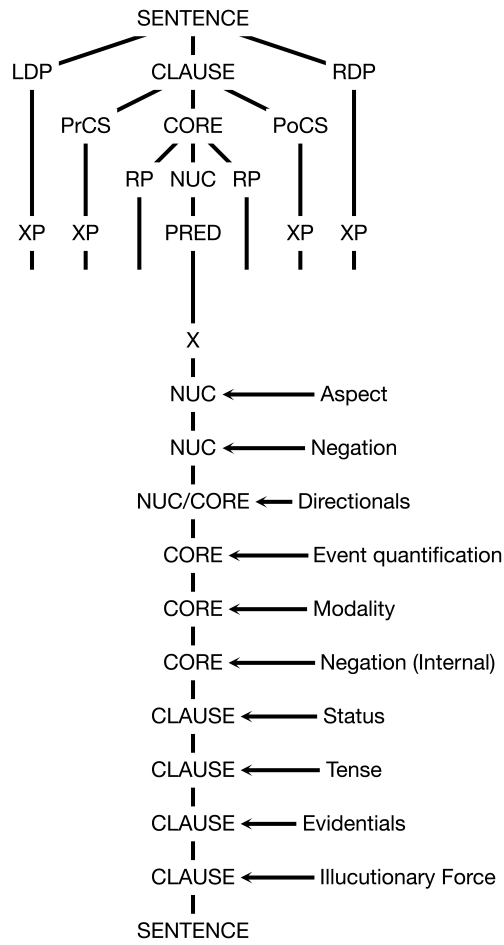 SENTENCE
LDP CLAUSE RDP
PrCS CORE PoCS
RP NUC RP
XP XP PRED XP XP
X
NUC Aspect
NUC Negation
NUC/CORE Directionals
CORE Event quantification
CORE Modality
CORE Negation (Internal)
CLAUSE Status
CLAUSE Tense
CLAUSE Evidentials
CLAUSE Illucutionary Force
SENTENCE